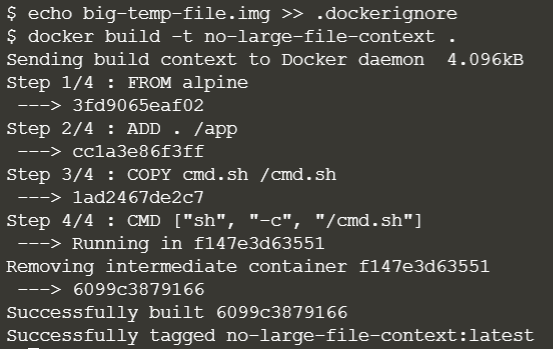 $ echo big-temp-file.img >> .dockerignore
$ docker build -t no-large-file-context .
Sending build context to Docker daemon  4.096kB
Step 1/4 : FROM alpine
 ---> 3fd9065eaf02
Step 2/4 : ADD . /app
 ---> cc1a3e86f3ff
Step 3/4 : COPY cmd.sh /cmd.sh
 ---> 1ad2467de2c7
Step 4/4 : CMD ["sh", "-c", "/cmd.sh"]
 ---> Running in f147e3d63551
Removing intermediate container f147e3d63551
 ---> 6099c3879166
Successfully built 6099c3879166
Successfully tagged no-large-file-context:latest